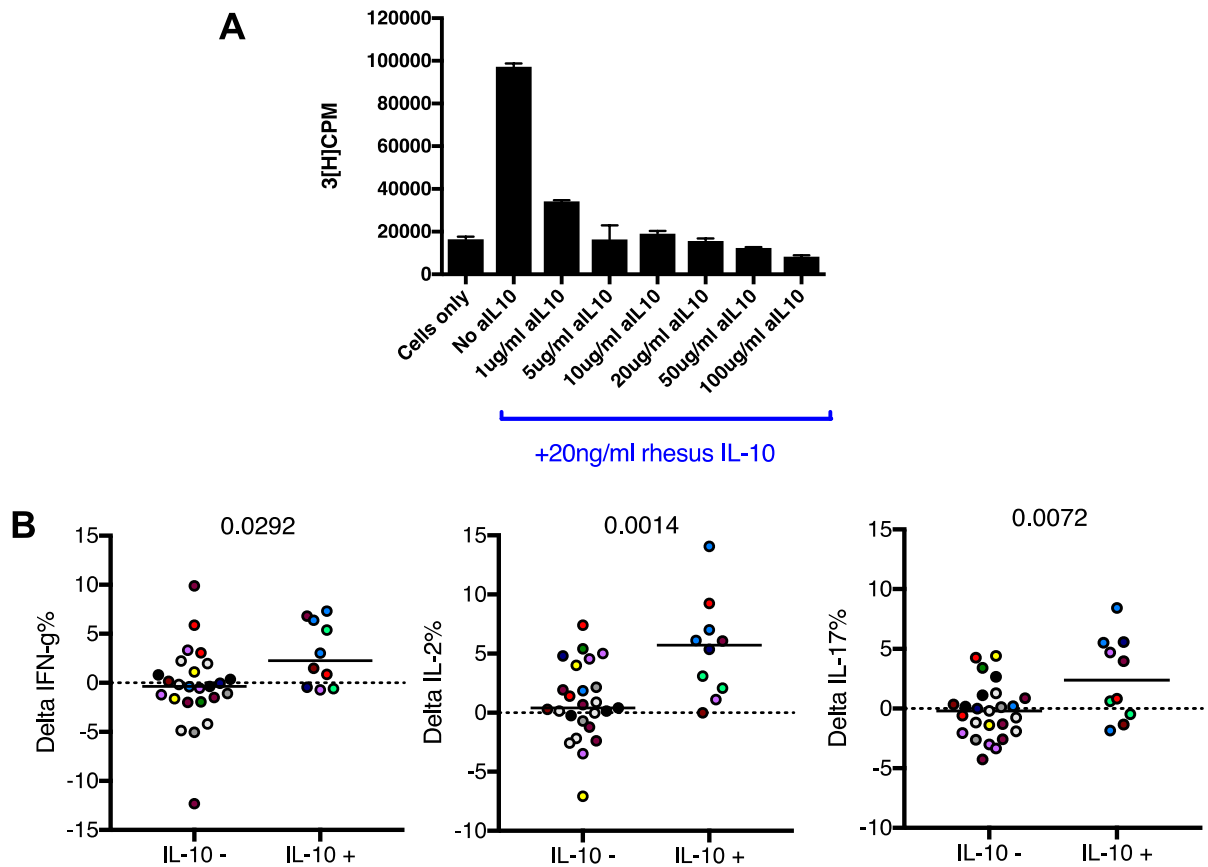 A
120000
100000
80000
60000
40000
20000
0
3[H]CPM
Cells only
No aIL10
1ug/ml aIL10
5ug/ml aIL10
10ug/ml aIL10
20ug/ml aIL10
50ug/ml aIL10
100ug/ml aIL10
+20ng/ml rhesus IL-10
B
0.0292
15
10
5
0
-5
-10
-15
Delta IFN-g%
IL-10 -
IL-10 +
0.0014
15
10
5
0
-5
-10
Delta IL-2%
IL-10 -
IL-10 +
0.0072
15
10
5
0
-5
-10
Delta IL-17%
IL-10 -
IL-10 +